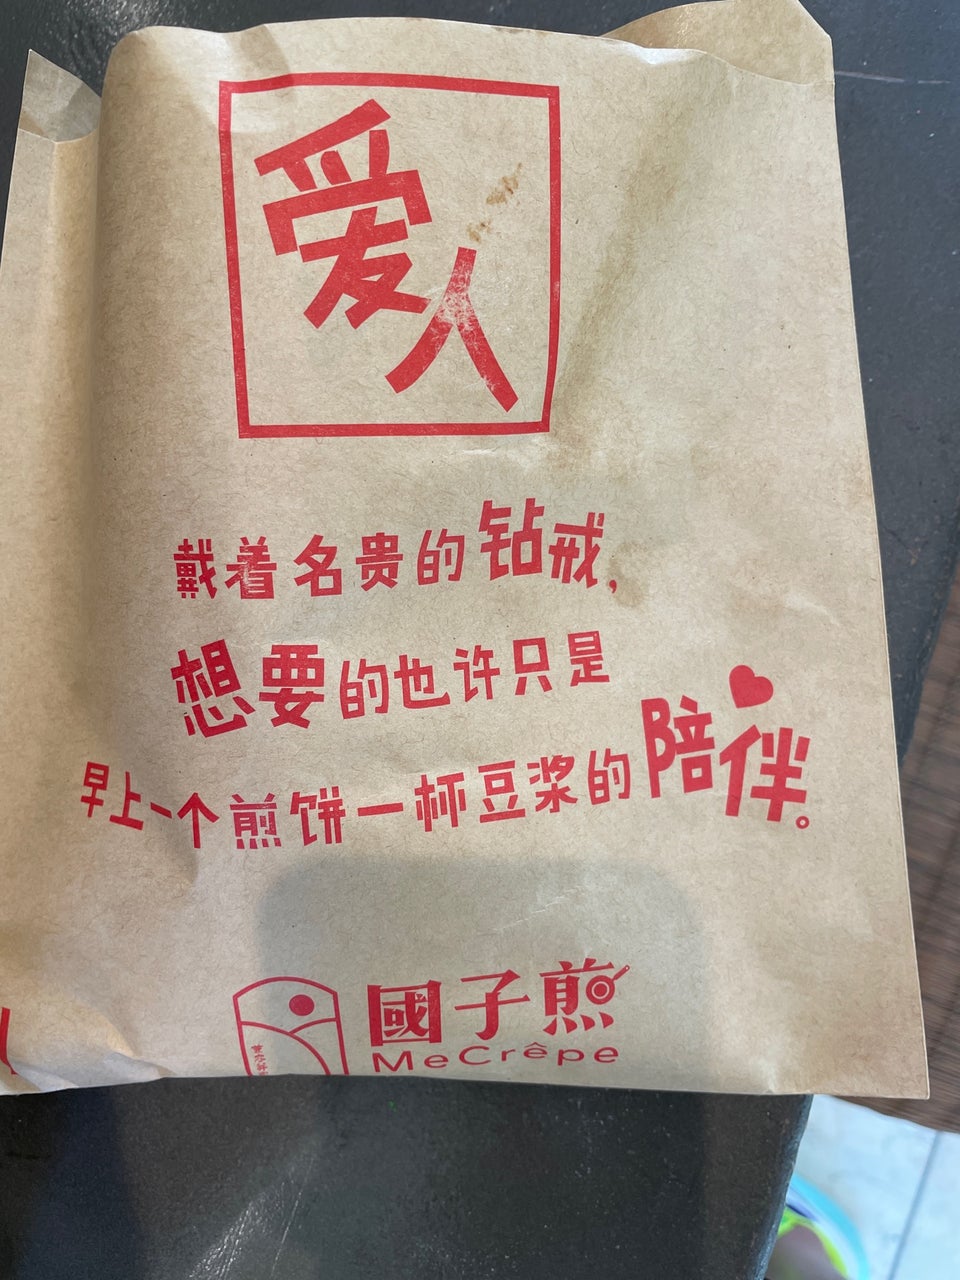 爱人
戴着名贵的钻戒,
想要的也许只是
早上一个煎饼一杯豆浆的陪伴。
國子煎
MeCrêpe